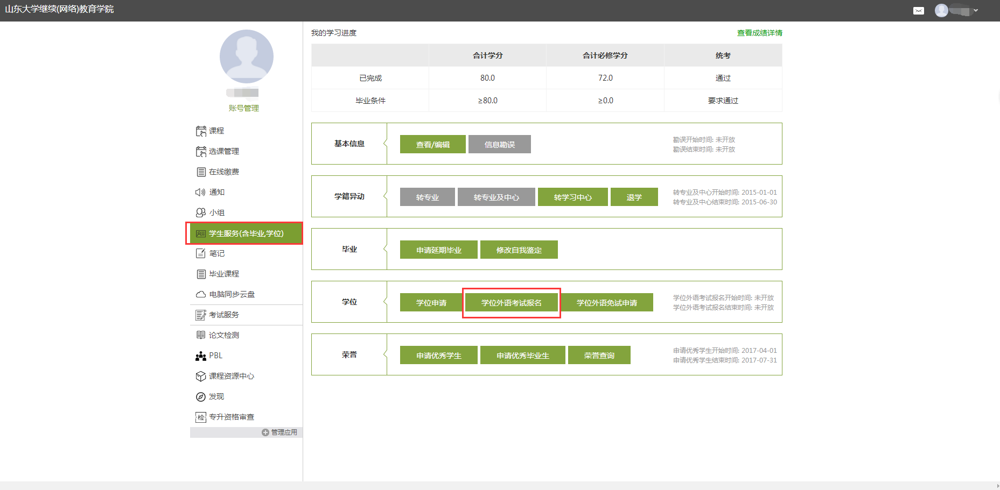 山东大学继续(网络)教育学院
账号管理
课程
选课管理
在线缴费
通知
小组
学生服务(含毕业,学位)
笔记
毕业课程
电脑同步云盘
考试服务
论文检测
PBL
课程资源中心
发现
检 专升资格审查
管理应用
我的学习进度 查看成绩详情
合计学分 合计必修学分 统考
已完成 80.0 72.0 通过
毕业条件 ≥80.0 ≥0.0 要求通过
基本信息 查看/编辑 信息勘误
勘误开始时间: 未开放
勘误结束时间: 未开放
学籍异动 转专业 转专业及中心 转学习中心 退学
转专业及中心开始时间: 2015-01-01
转专业及中心结束时间: 2015-06-30
毕业 申请延期毕业 修改自我鉴定
学位 学位申请 学位外语考试报名 学位外语免试申请
学位外语考试报名开始时间: 未开放
学位外语考试报名结束时间: 未开放
荣誉 申请优秀学生 申请优秀毕业生 荣誉查询
申请优秀学生开始时间: 2017-04-01
申请优秀学生结束时间: 2017-07-31